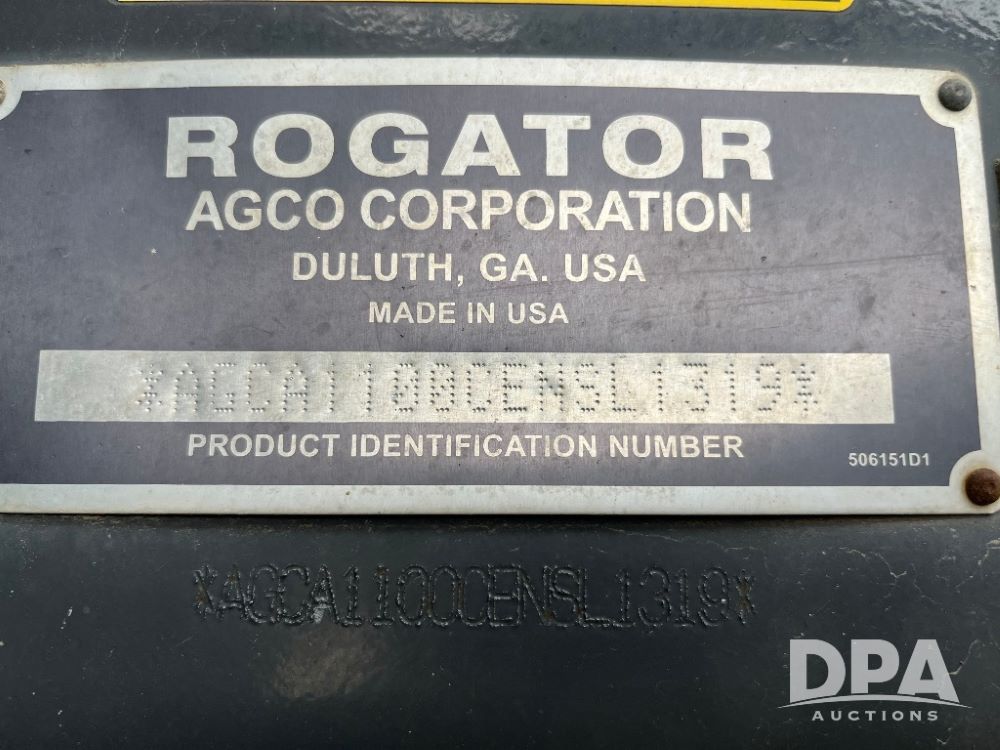 ROGATOR
AGCO CORPORATION
DULUTH, GA. USA
MADE IN USA
*AGCA1100CENSL1319*
PRODUCT IDENTIFICATION NUMBER
506151D1
*AGCA1100CENSL1319*
DPA
AUCTIONS